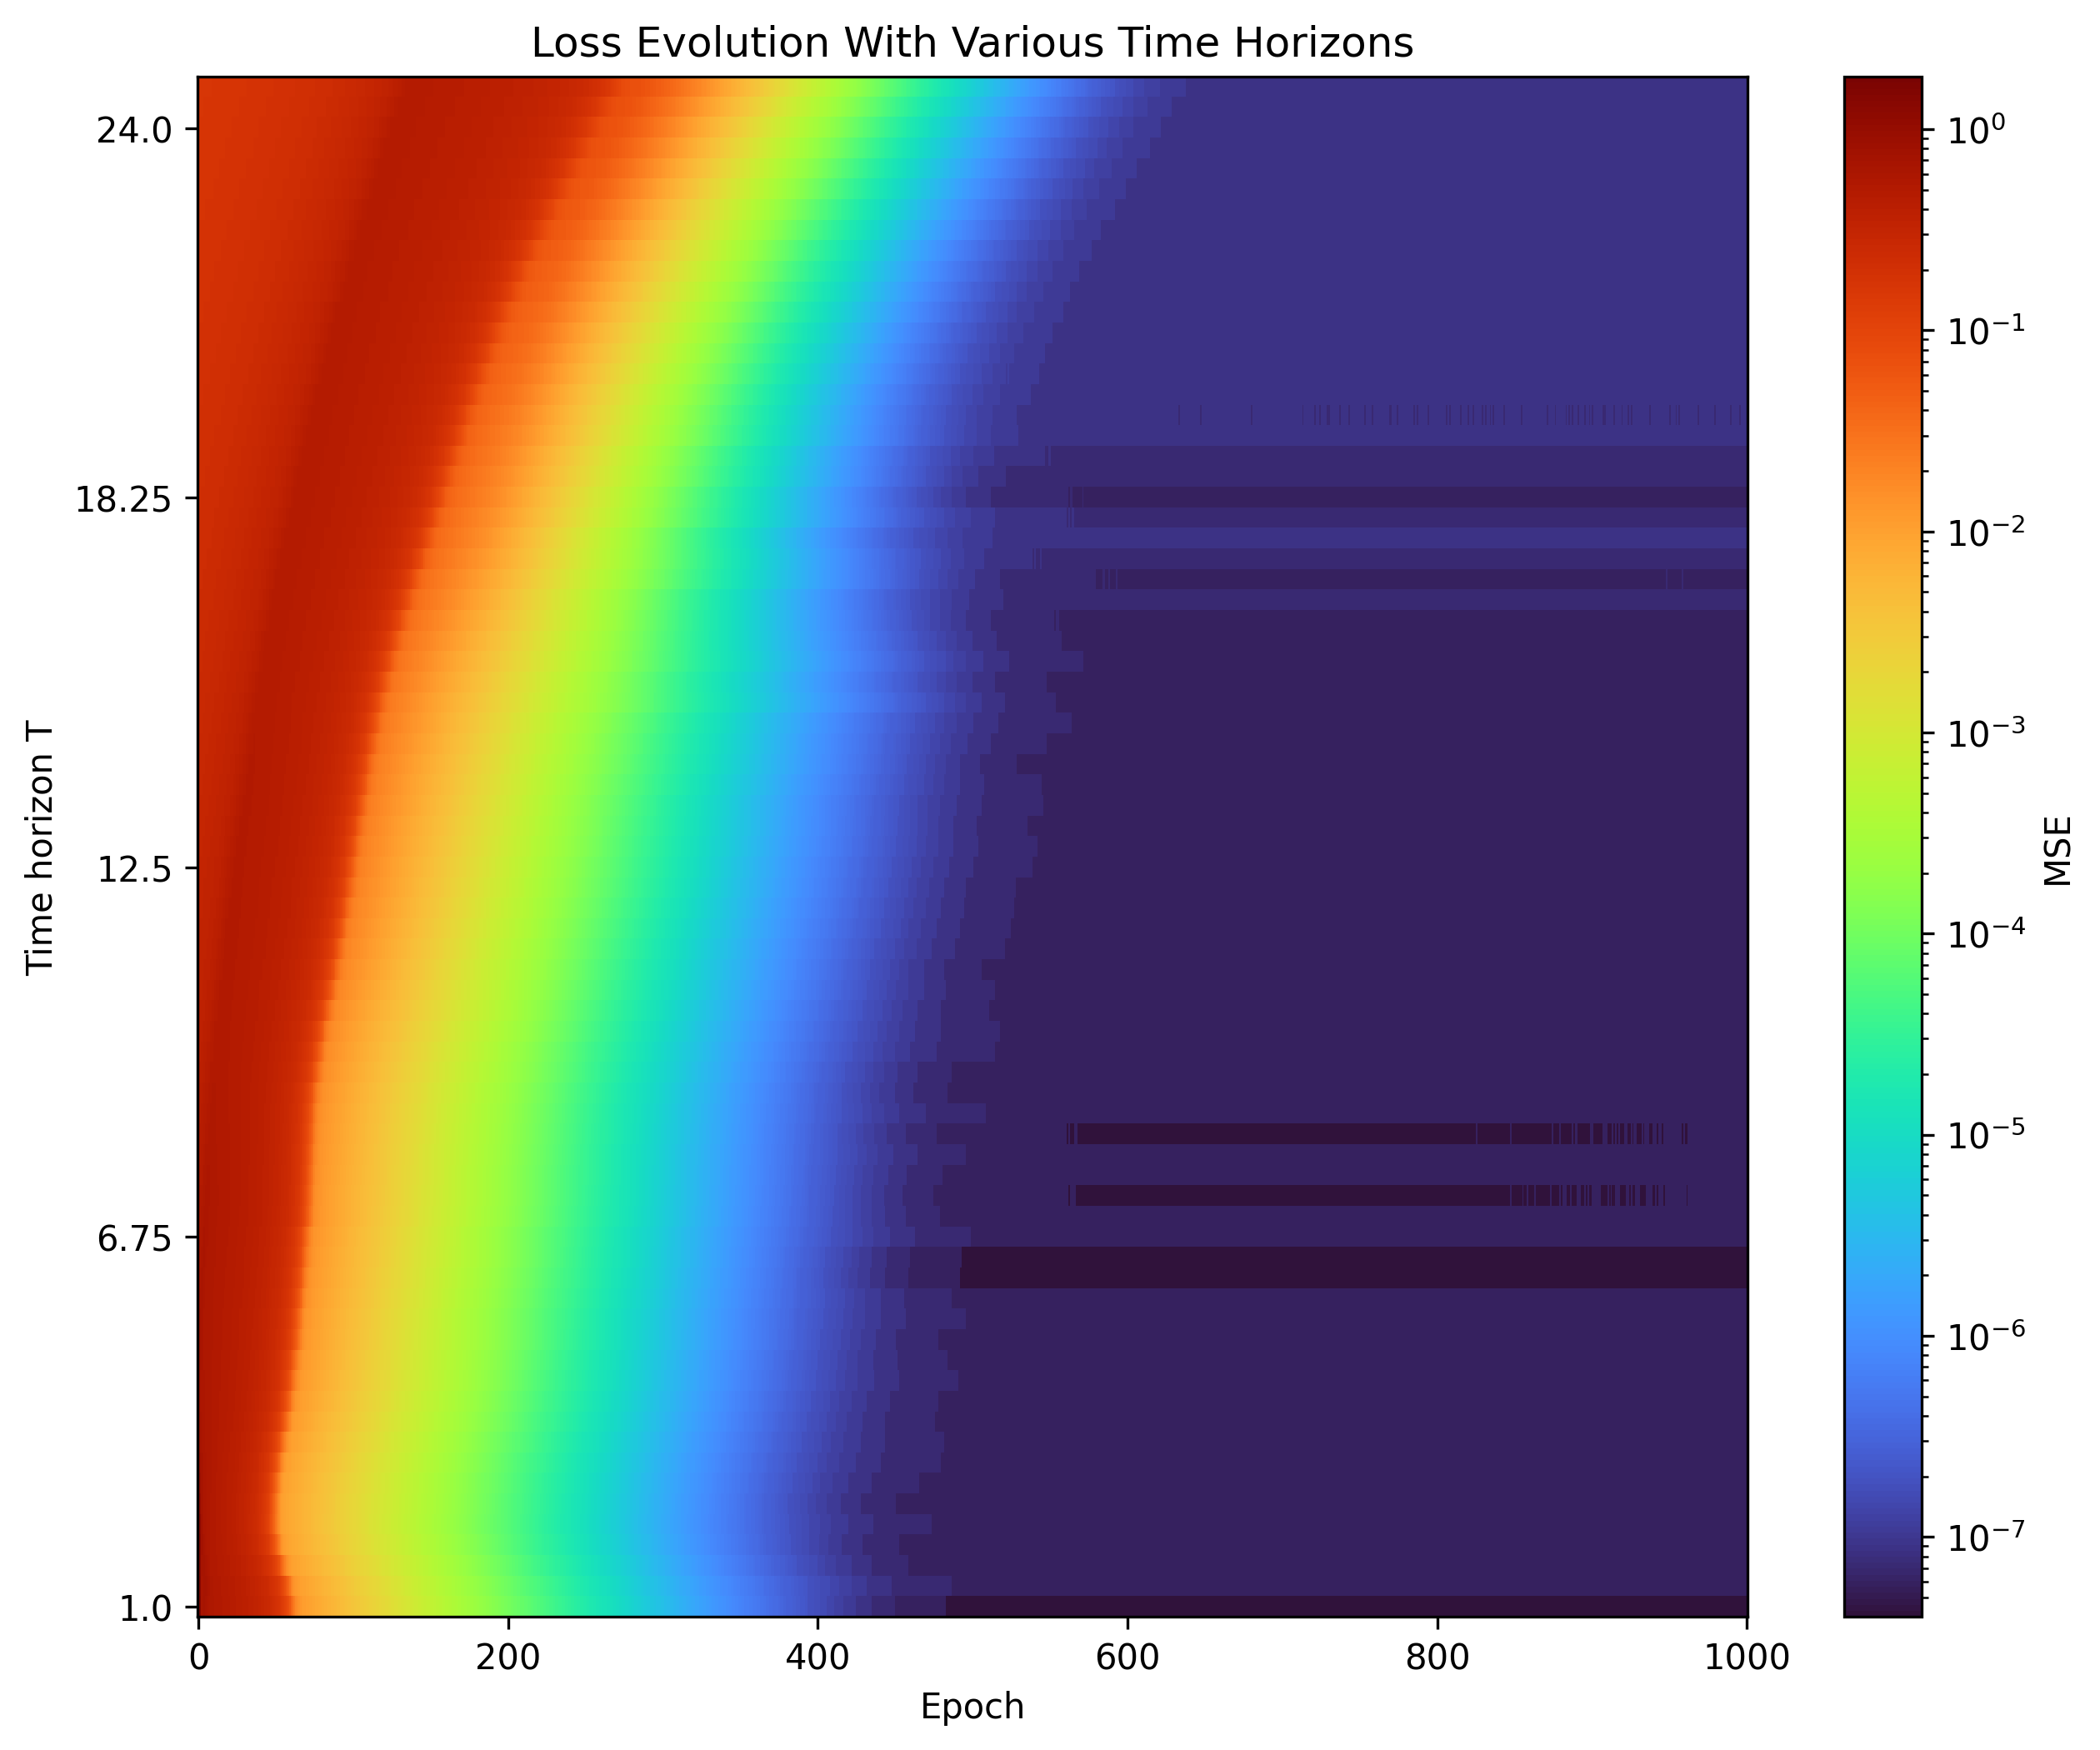 Loss Evolution With Various Time Horizons
Time horizon T
24.0
18.25
12.5
6.75
1.0
0 200 400 600 800 1000
Epoch
10⁰
10⁻¹
10⁻²
10⁻³
10⁻⁴
10⁻⁵
10⁻⁶
10⁻⁷
MSE